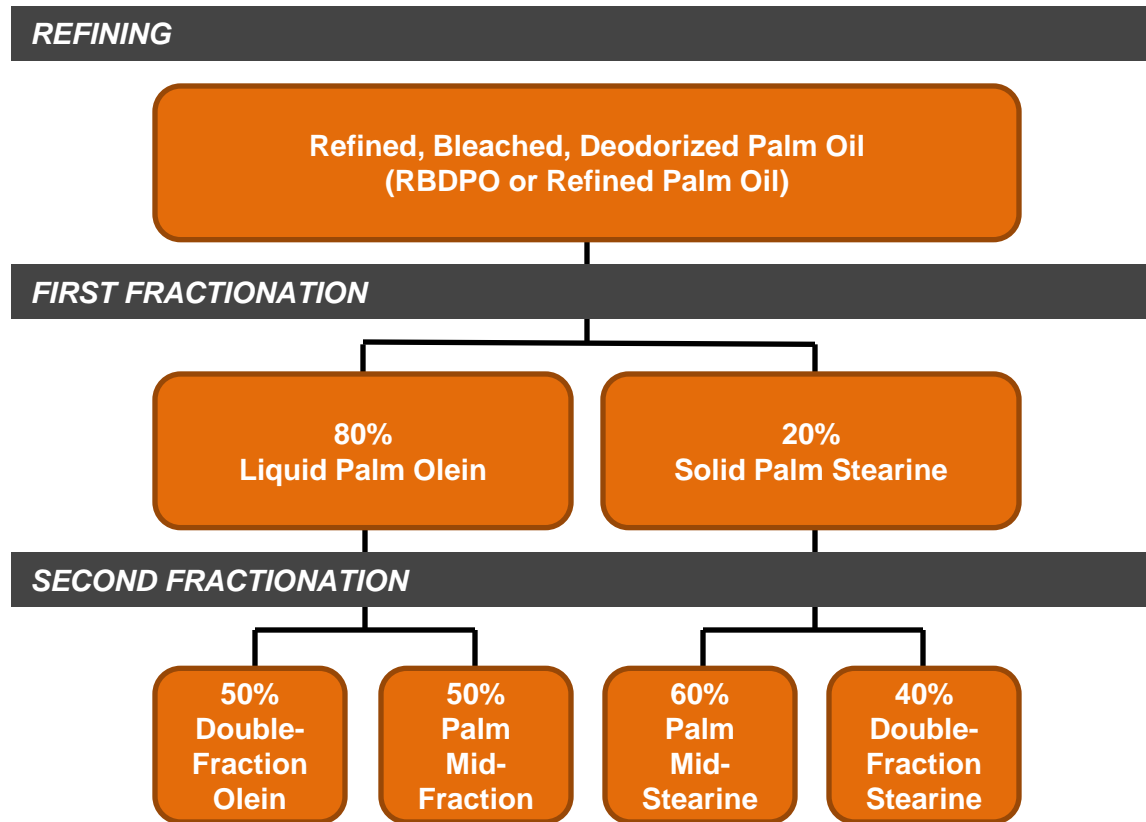 REFINING
Refined, Bleached, Deodorized Palm Oil
(RBDPO or Refined Palm Oil)
FIRST FRACTIONATION
80%
Liquid Palm Olein
20%
Solid Palm Stearine
SECOND FRACTIONATION
50%
Double-
Fraction
Olein
50%
Palm
Mid-
Fraction
60%
Palm
Mid-
Stearine
40%
Double-
Fraction
Stearine